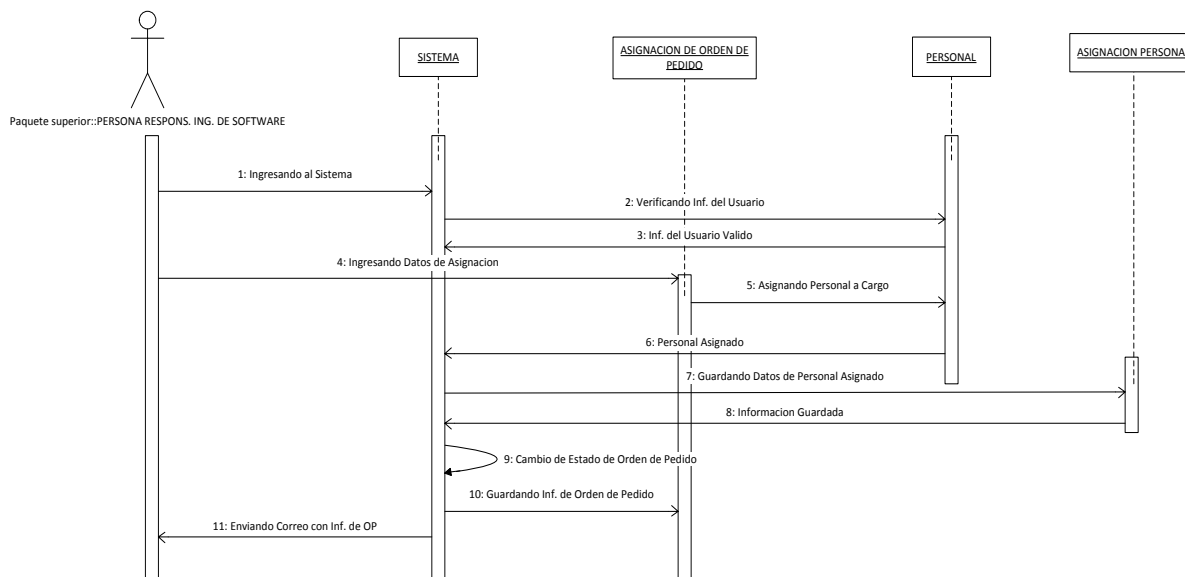 SISTEMA
ASIGNACION DE ORDEN DE
PEDIDO
PERSONAL
ASIGNACION PERSONA
Paquete superior::PERSONA RESPONS. ING. DE SOFTWARE
1: Ingresando al Sistema
2: Verificando Inf. del Usuario
3: Inf. del Usuario Valido
4: Ingresando Datos de Asignacion
5: Asignando Personal a Cargo
6: Personal Asignado
7: Guardando Datos de Personal Asignado
8: Informacion Guardada
9: Cambio de Estado de Orden de Pedido
10: Guardando Inf. de Orden de Pedido
11: Enviando Correo con Inf. de OP